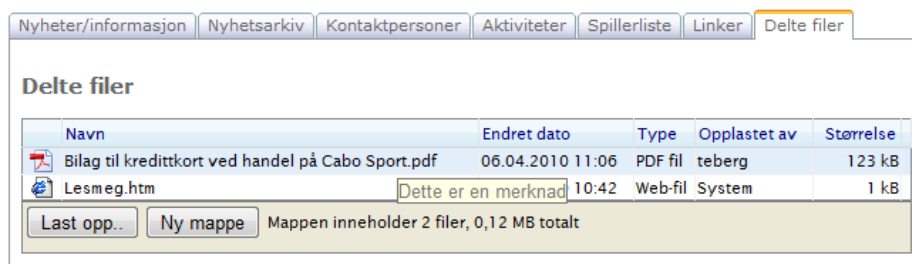 Nyheter/informasjon Nyhetsarkiv Kontaktpersoner Aktiviteter Spillerliste Linker Delte filer
Delte filer
Navn Endret dato Type Opplastet av Størrelse
Bilag til kredittkort ved handel på Cabo Sport.pdf 06.04.2010 11:06 PDF fil teberg 123 kB
Lesmeg.htm Dette er en merknad 10:42 Web-fil System 1 kB
Last opp.. Ny mappe Mappen inneholder 2 filer, 0,12 MB totalt